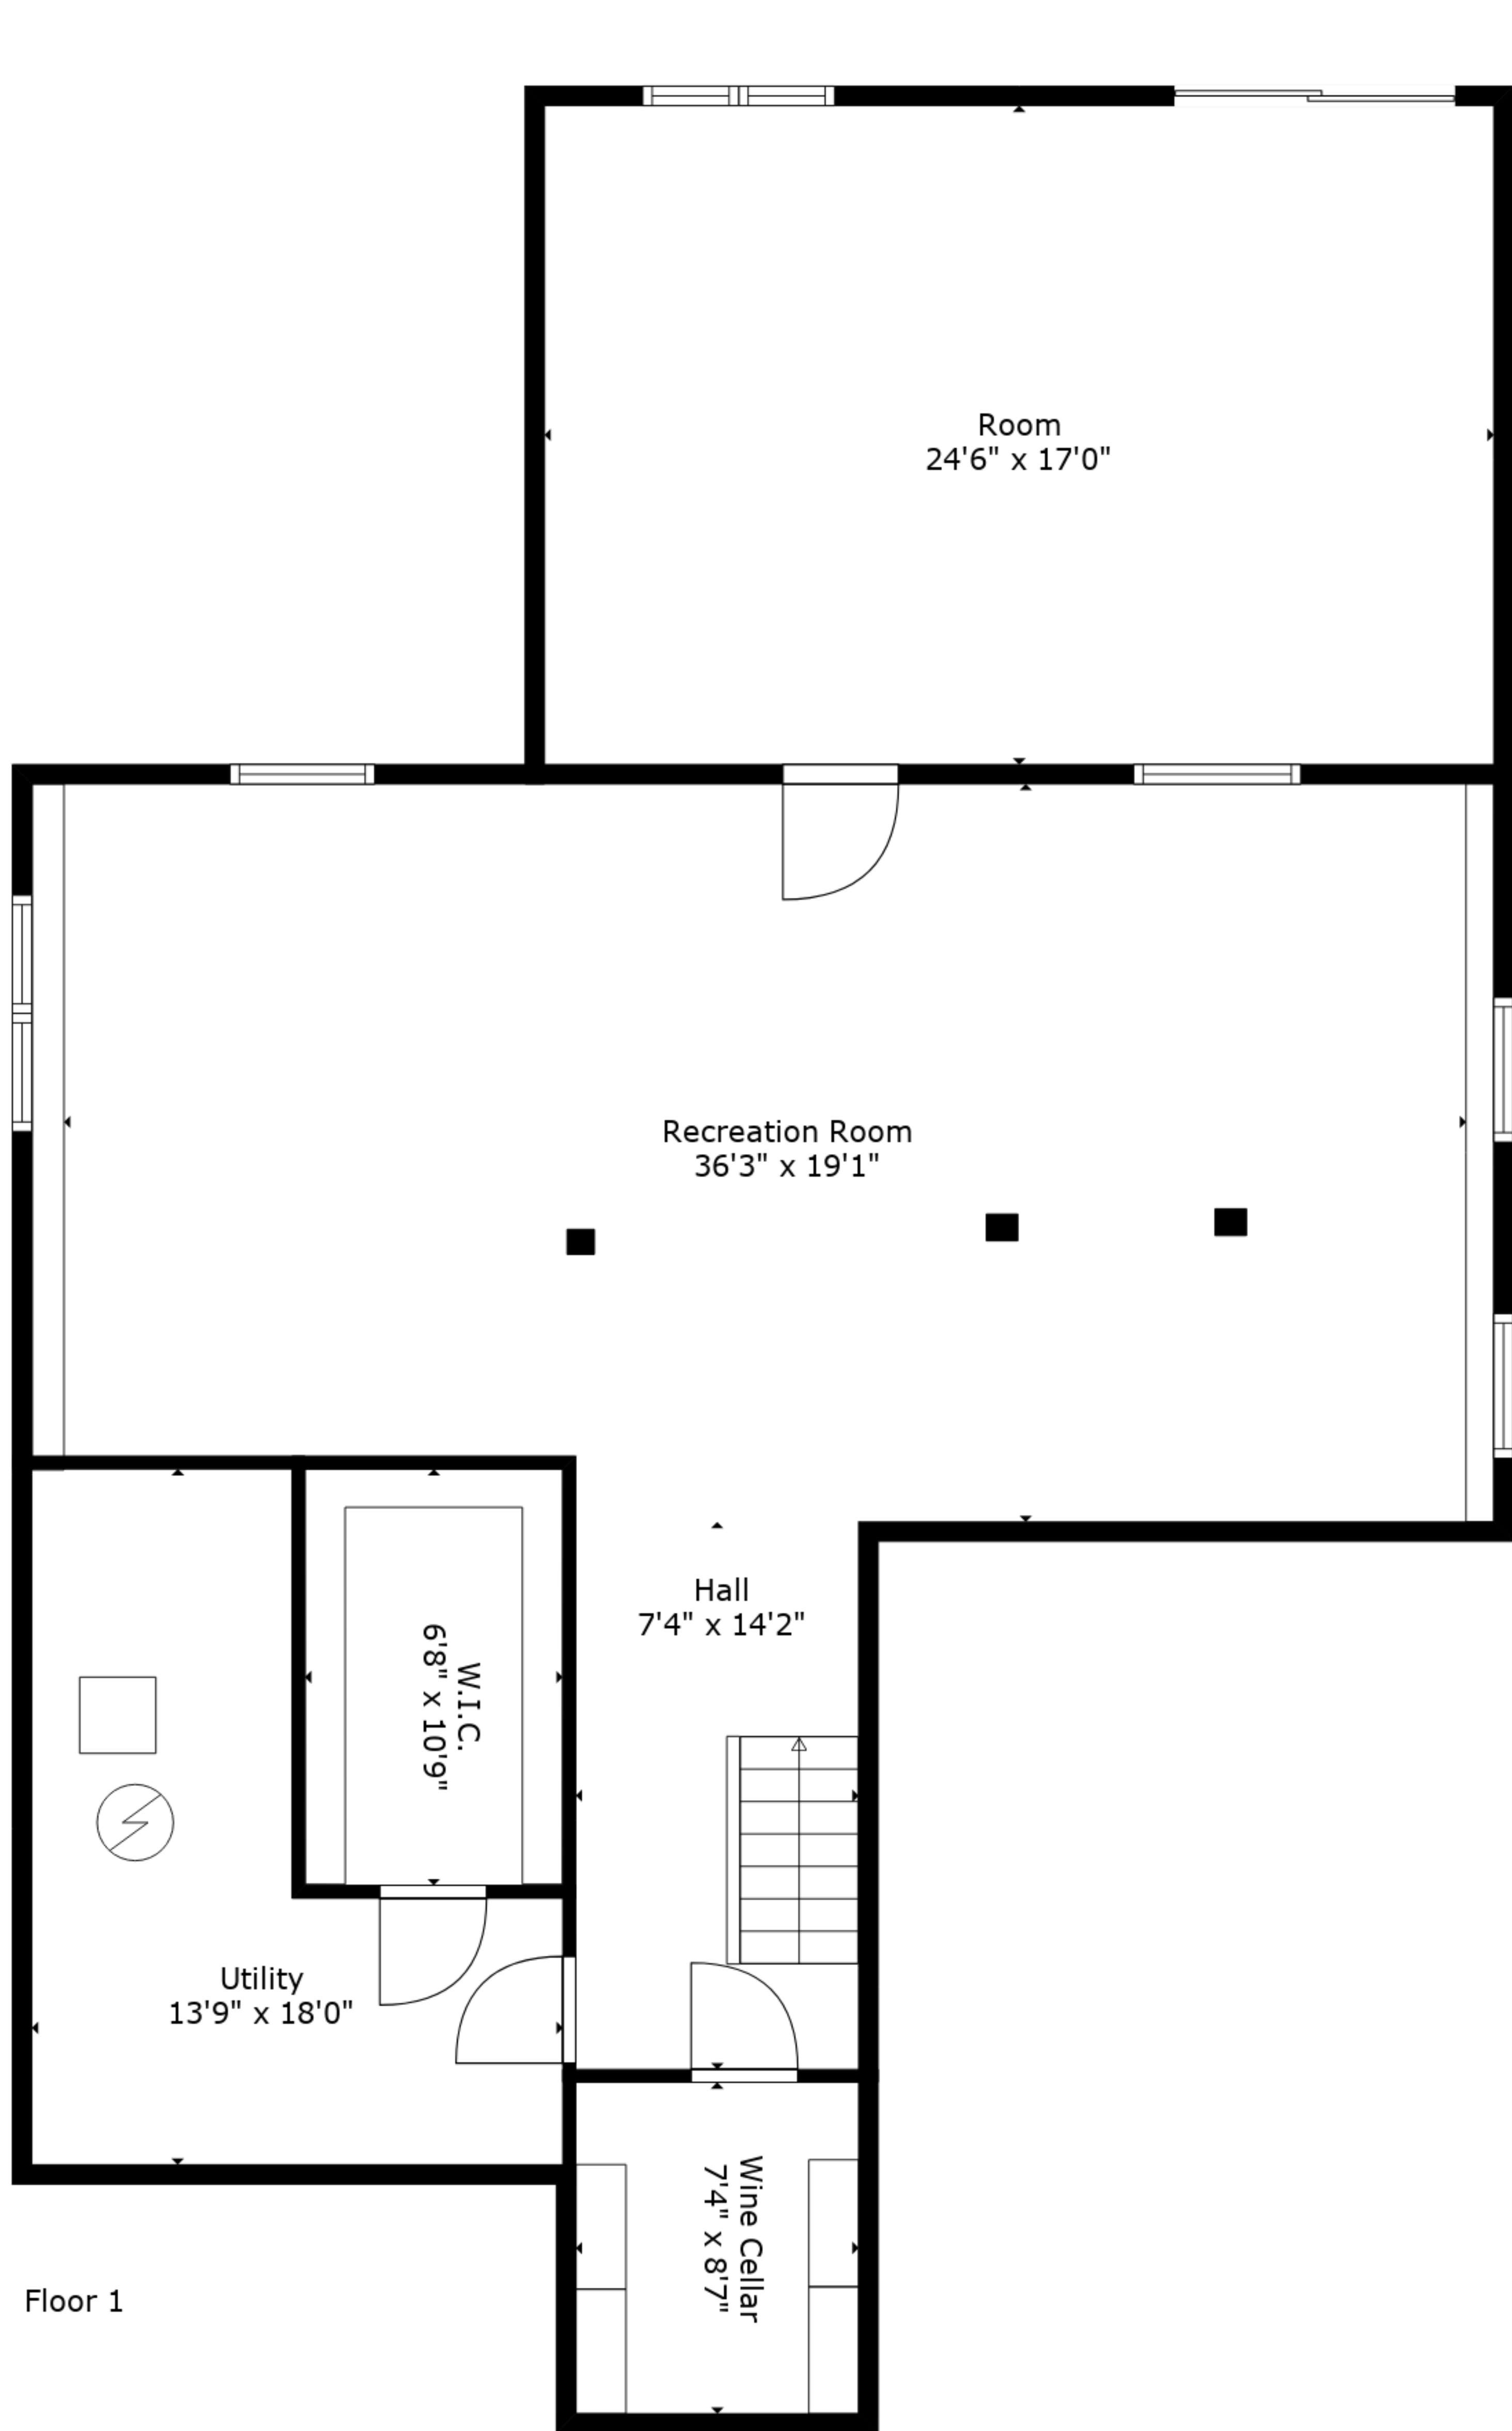 Room
24'6" x 17'0"
Recreation Room
36'3" x 19'1"
Hall
7'4" x 14'2"
W.I.C.
6'8" x 10'9"
Utility
13'9" x 18'0"
Wine Cellar
7'4" x 8'7"
Floor 1